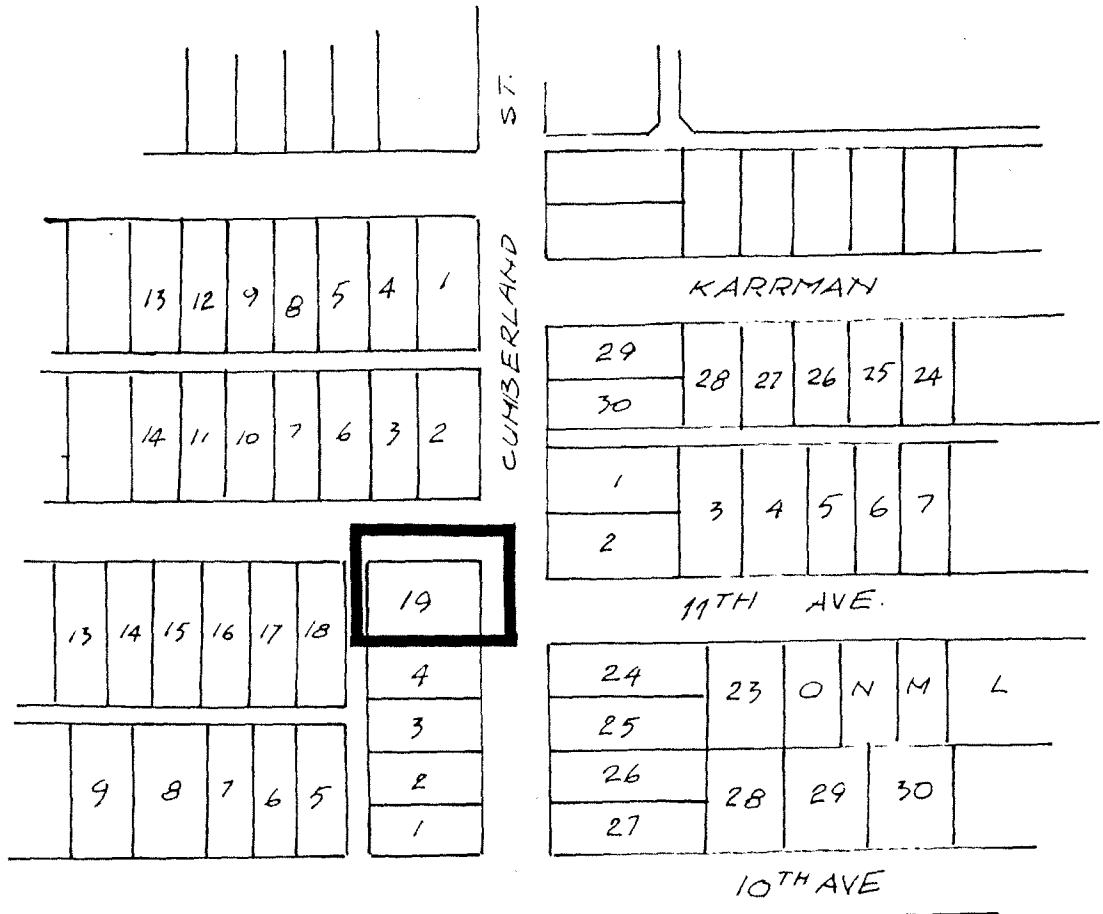 ST.
CUMBERLAND
KARRMAN
13 12 9 8 5 4 1
29
30
28 27 26 25 24
14 11 10 7 6 3 2
1
2
3 4 5 6 7
11TH AVE.
19
13 14 15 16 17 18
4
3
2
1
24
25
23 O N M L
26
27
28 29 30
9 8 7 6 5
10TH AVE